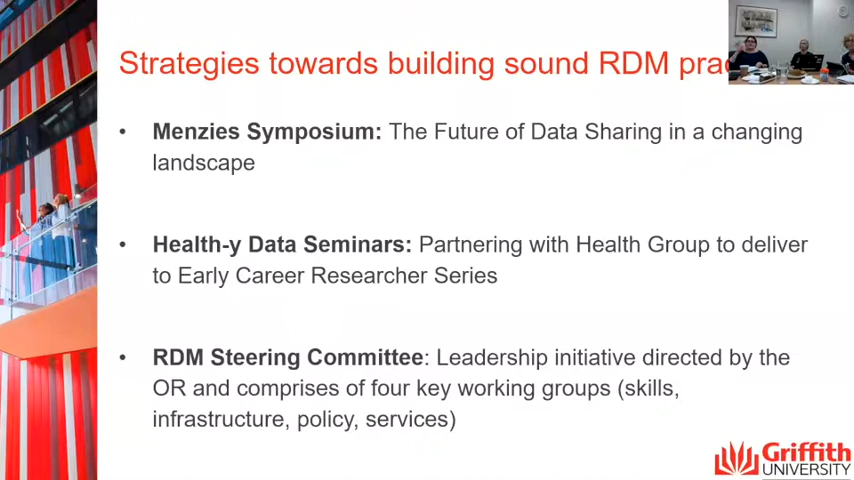 Strategies towards building sound RDM
• Menzies Symposium: The Future of Data Sharing in a changing
landscape
• Health-y Data Seminars: Partnering with Health Group to deliver
to Early Career Researcher Series
• RDM Steering Committee: Leadership initiative directed by the
OR and comprises of four key working groups (skills,
infrastructure, policy, services)
Griffith
UNIVERSITY